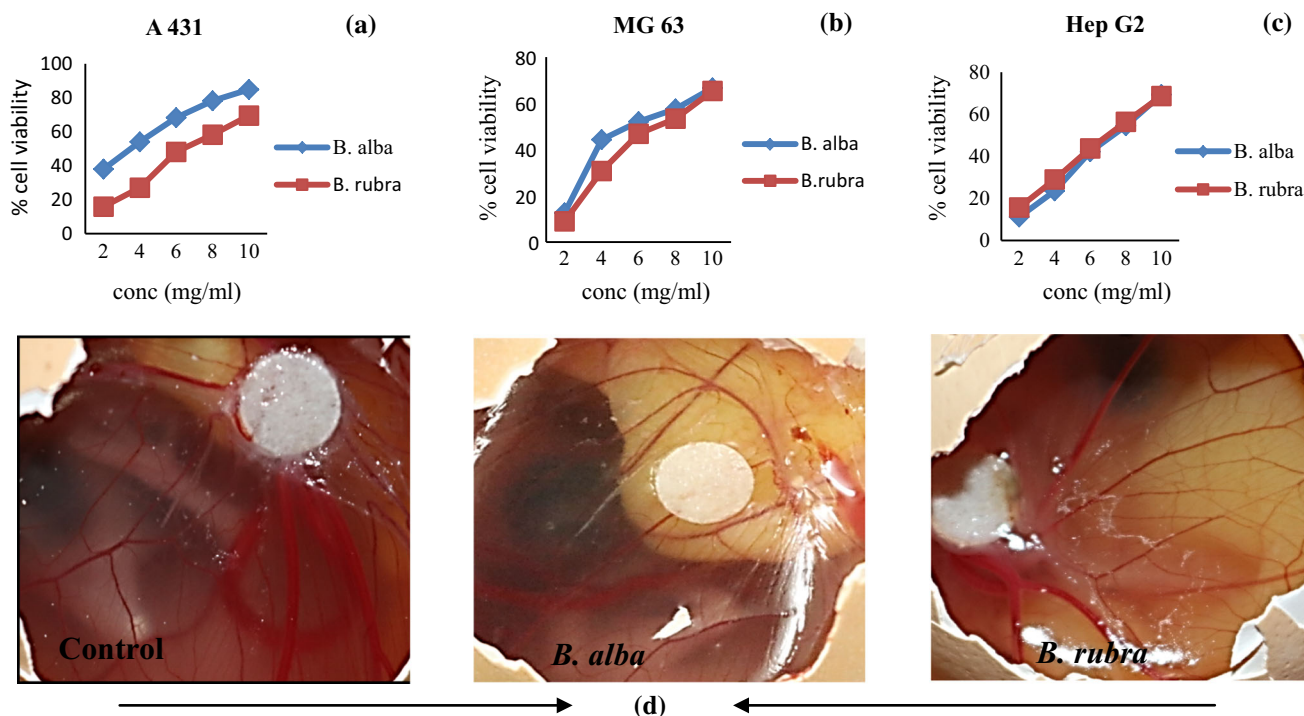 A 431
(a)
% cell viability
100
80
60
40
20
0
2 4 6 8 10
conc (mg/ml)
B. alba
B. rubra
MG 63
(b)
% cell viability
80
60
40
20
0
2 4 6 8 10
conc (mg/ml)
B. alba
B.rubra
Hep G2
(c)
% cell viability
80
60
40
20
0
2 4 6 8 10
conc (mg/ml)
B. alba
B. rubra
Control
B. alba
B. rubra
(d)